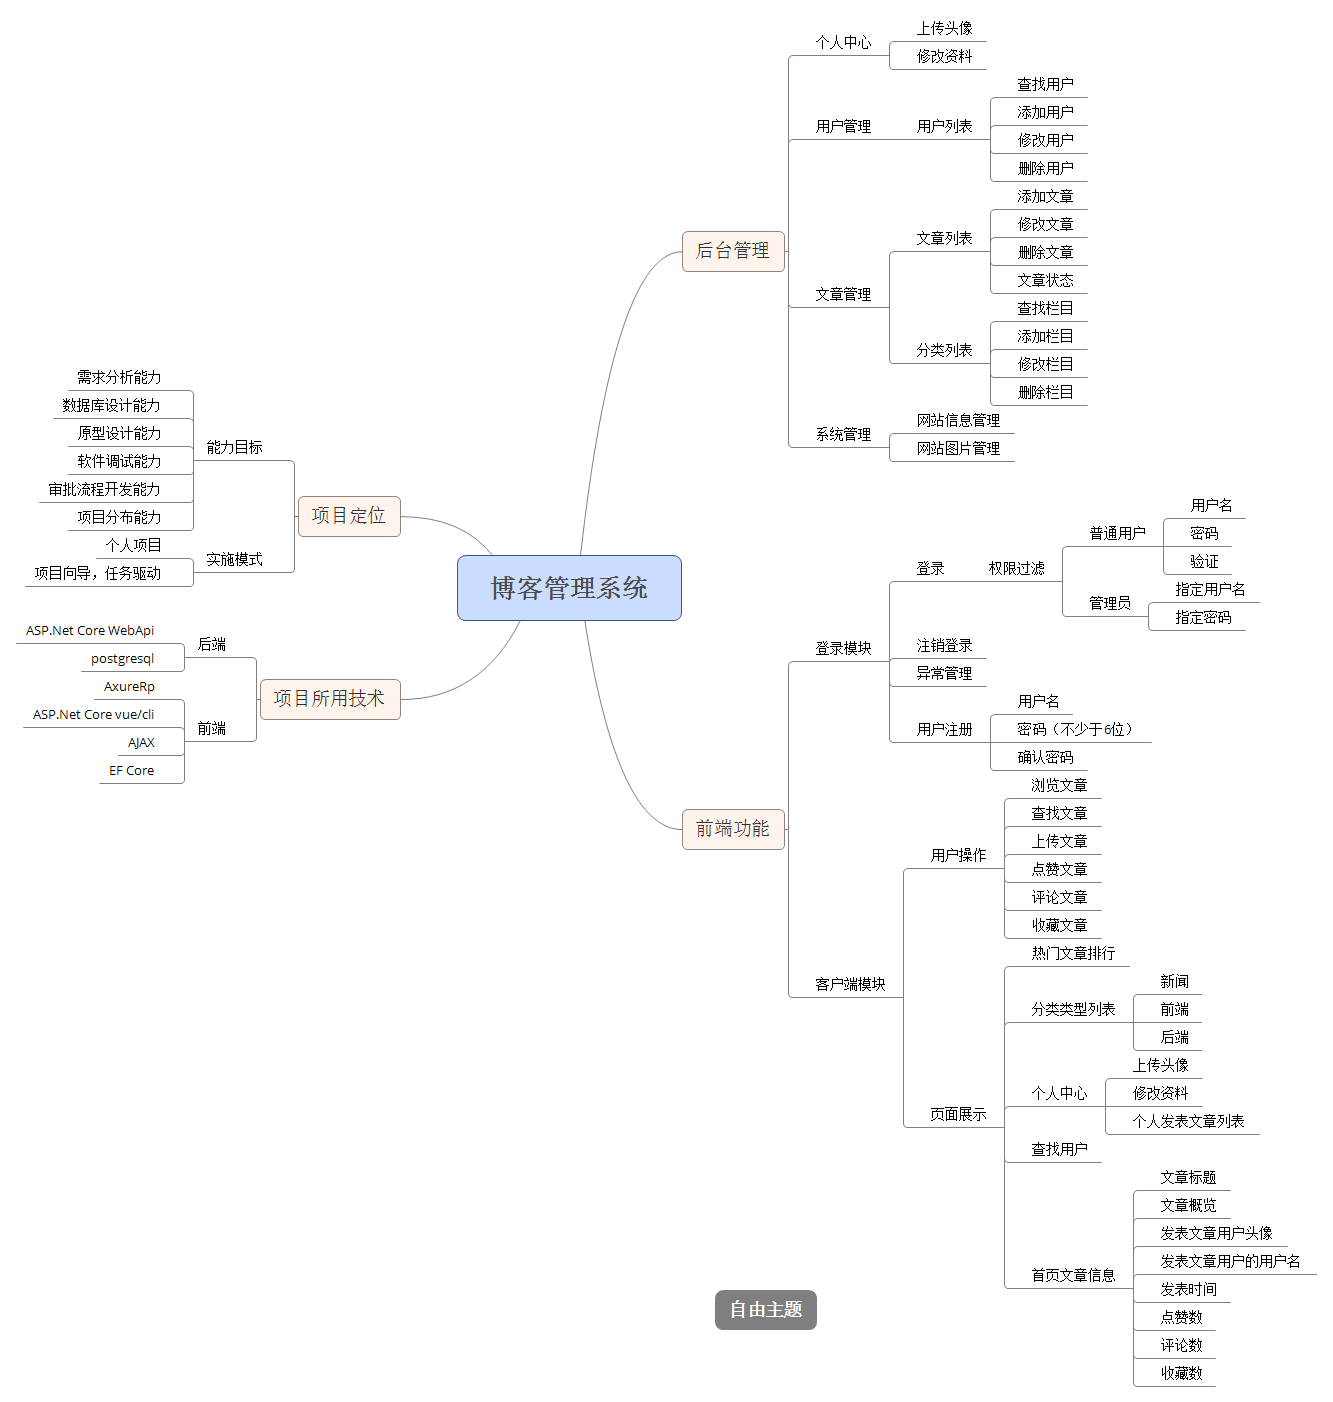 博客管理系统
后台管理
个人中心
上传头像
修改资料
用户管理
用户列表
查找用户
添加用户
修改用户
删除用户
文章管理
文章列表
添加文章
修改文章
删除文章
文章状态
分类列表
查找栏目
添加栏目
修改栏目
删除栏目
系统管理
网站信息管理
网站图片管理
前端功能
登录模块
登录
权限过滤
普通用户
用户名
密码
验证
管理员
指定用户名
指定密码
注销登录
异常管理
用户注册
用户名
密码（不少于6位）
确认密码
客户端模块
用户操作
浏览文章
查找文章
上传文章
点赞文章
评论文章
收藏文章
页面展示
热门文章排行
分类类型列表
新闻
前端
后端
个人中心
上传头像
修改资料
个人发表文章列表
查找用户
首页文章信息
文章标题
文章概览
发表文章用户头像
发表文章用户的用户名
发表时间
点赞数
评论数
收藏数
项目定位
能力目标
需求分析能力
数据库设计能力
原型设计能力
软件调试能力
审批流程开发能力
项目分布能力
实施模式
个人项目
项目向导，任务驱动
项目所用技术
后端
ASP.Net Core WebApi
postgresql
前端
AxureRp
ASP.Net Core vue/cli
AJAX
EF Core
自由主题